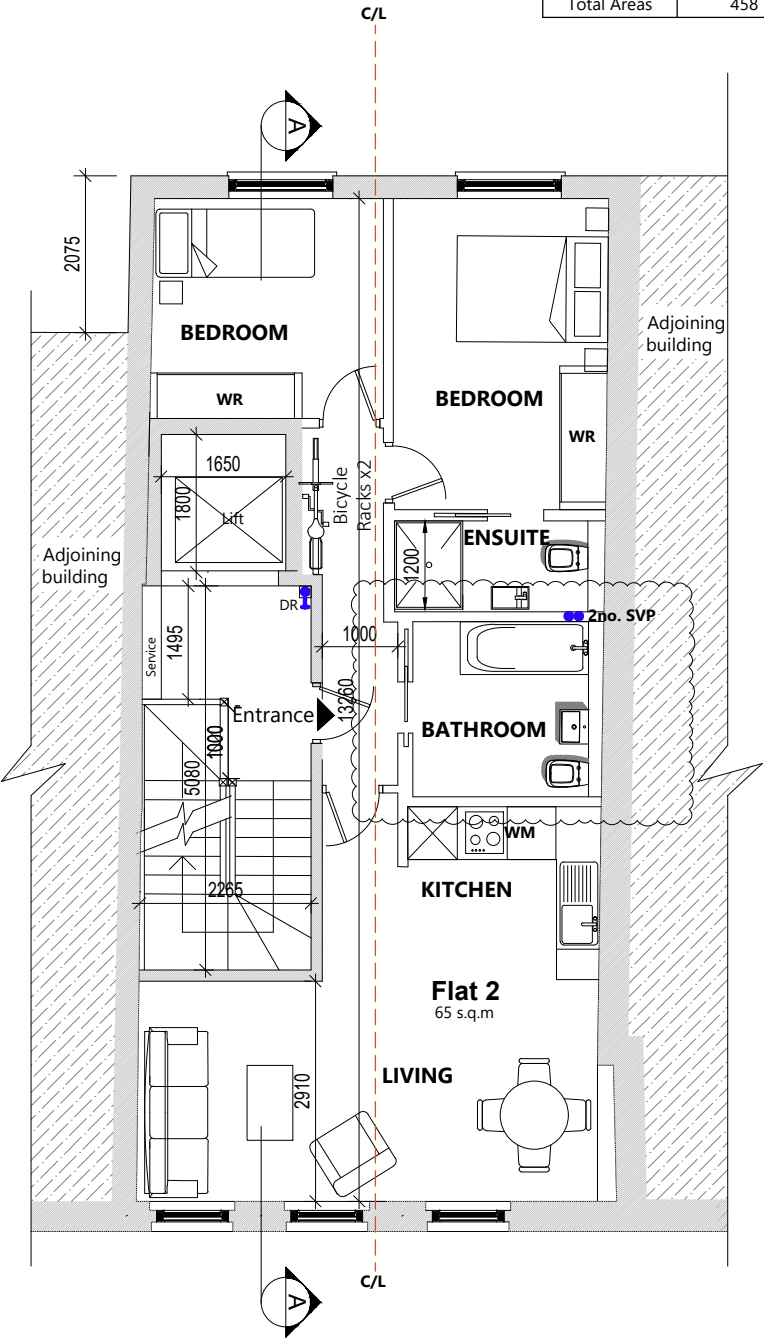 Total Areas 458
C/L
A
2075
BEDROOM
WR
Adjoining
building
BEDROOM
WR
1650
1800
Lift
Bicycle
Racks x2
ENSUITE
1200
Adjoining
building
DR
2no. SVP
Service
1495
1000
13260
Entrance
1000
BATHROOM
5080
WM
2265
KITCHEN
Flat 2
65 s.q.m
LIVING
2910
C/L
A